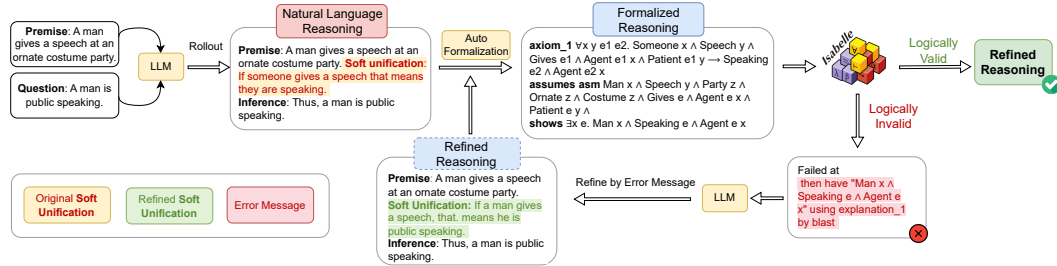 Premise: A man
gives a speech at an
ornate costume party.
Question: A man is
public speaking.
LLM
Rollout
Natural Language
Reasoning
Premise: A man gives a speech at an
ornate costume party. Soft unification:
If someone gives a speech that means
they are speaking.
Inference: Thus, a man is public
speaking.
Auto
Formalization
Formalized
Reasoning
axiom_1 ∀x y e1 e2. Someone x ∧ Speech y ∧
Gives e1 ∧ Agent e1 x ∧ Patient e1 y ⟶ Speaking
e2 ∧ Agent e2 x
assumes asm Man x ∧ Speech y ∧ Party z ∧
Ornate z ∧ Costume z ∧ Gives e ∧ Agent e x ∧
Patient e y ∧
shows ∃x e. Man x ∧ Speaking e ∧ Agent e x
Isabelle
Logically
Valid
Refined
Reasoning
Logically
Invalid
Failed at
then have "Man x ∧
Speaking e ∧ Agent e
x" using explanation_1
by blast
LLM
Refine by Error Message
Refined
Reasoning
Premise: A man gives a speech
at an ornate costume party.
Soft Unification: If a man gives
a speech, that. means he is
public speaking.
Inference: Thus, a man is public
speaking.
Original Soft
Unification
Refined Soft
Unification
Error Message